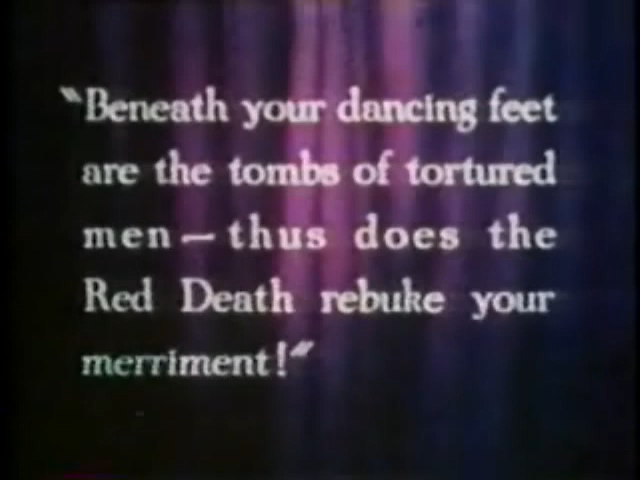 "Beneath your dancing feet
are the tombs of tortured
men — thus does the
Red Death rebuke your
merriment!"